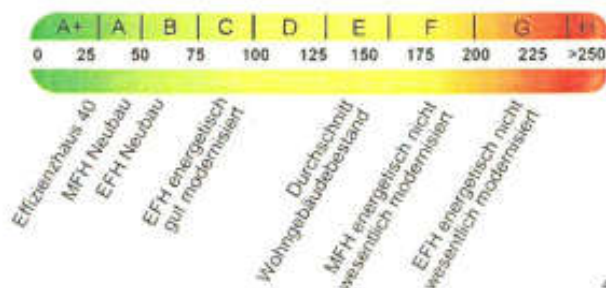 A+ A B C D E F G H
0 25 50 75 100 125 150 175 200 225 >250
Effizienzhaus 40
MFH Neubau
EFH Neubau
EFH energetisch
gut modernisiert
Durchschnitt
Wohngebäudebestand
MFH energetisch nicht
wesentlich modernisiert
EFH energetisch nicht
wesentlich modernisiert